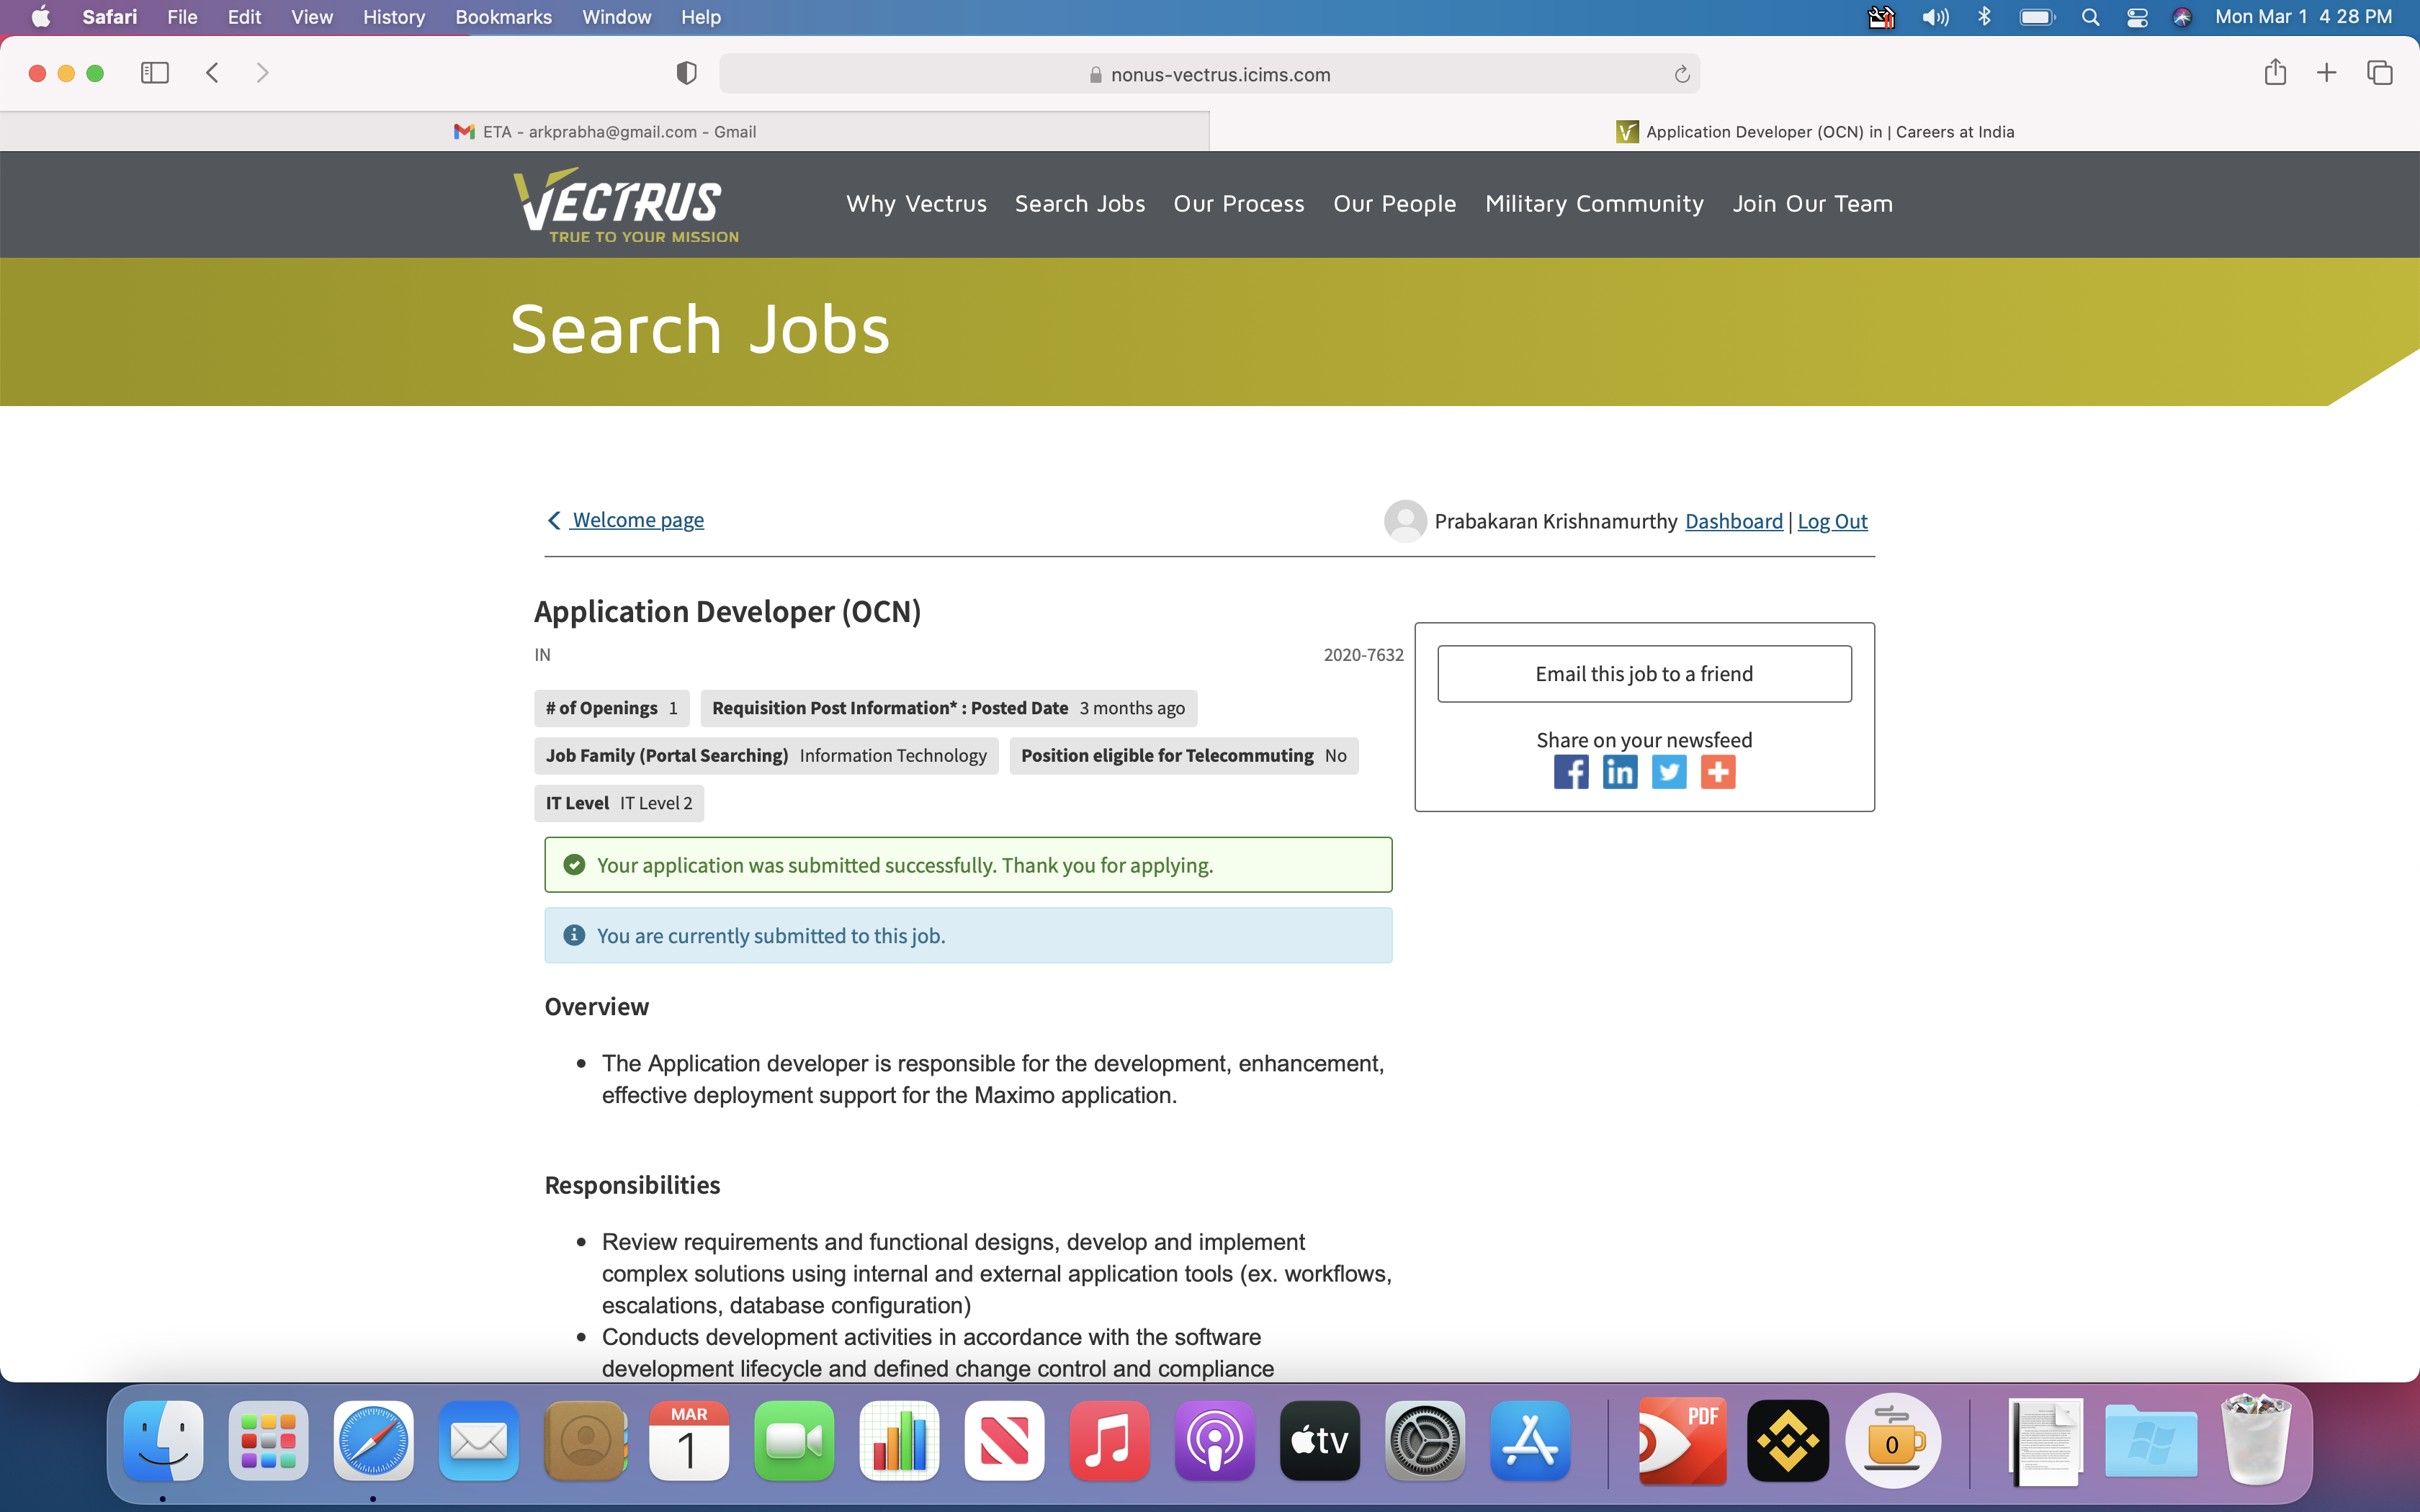 Safari File Edit View History Bookmarks Window Help Mon Mar 1 4 28 PM
nonus-vectrus.icims.com
ETA - arkprabha@gmail.com - Gmail
Application Developer (OCN) in | Careers at India
VECTRUS
TRUE TO YOUR MISSION
Why Vectrus Search Jobs Our Process Our People Military Community Join Our Team
Search Jobs
Welcome page
Prabakaran Krishnamurthy Dashboard | Log Out
Application Developer (OCN)
IN 2020-7632
# of Openings 1 Requisition Post Information* : Posted Date 3 months ago
Job Family (Portal Searching) Information Technology Position eligible for Telecommuting No
IT Level IT Level 2
Email this job to a friend
Share on your newsfeed
Your application was submitted successfully. Thank you for applying.
You are currently submitted to this job.
Overview
• The Application developer is responsible for the development, enhancement,
effective deployment support for the Maximo application.
Responsibilities
• Review requirements and functional designs, develop and implement
complex solutions using internal and external application tools (ex. workflows,
escalations, database configuration)
• Conducts development activities in accordance with the software
development lifecycle and defined change control and compliance
MAR
1
tv
PDF
0